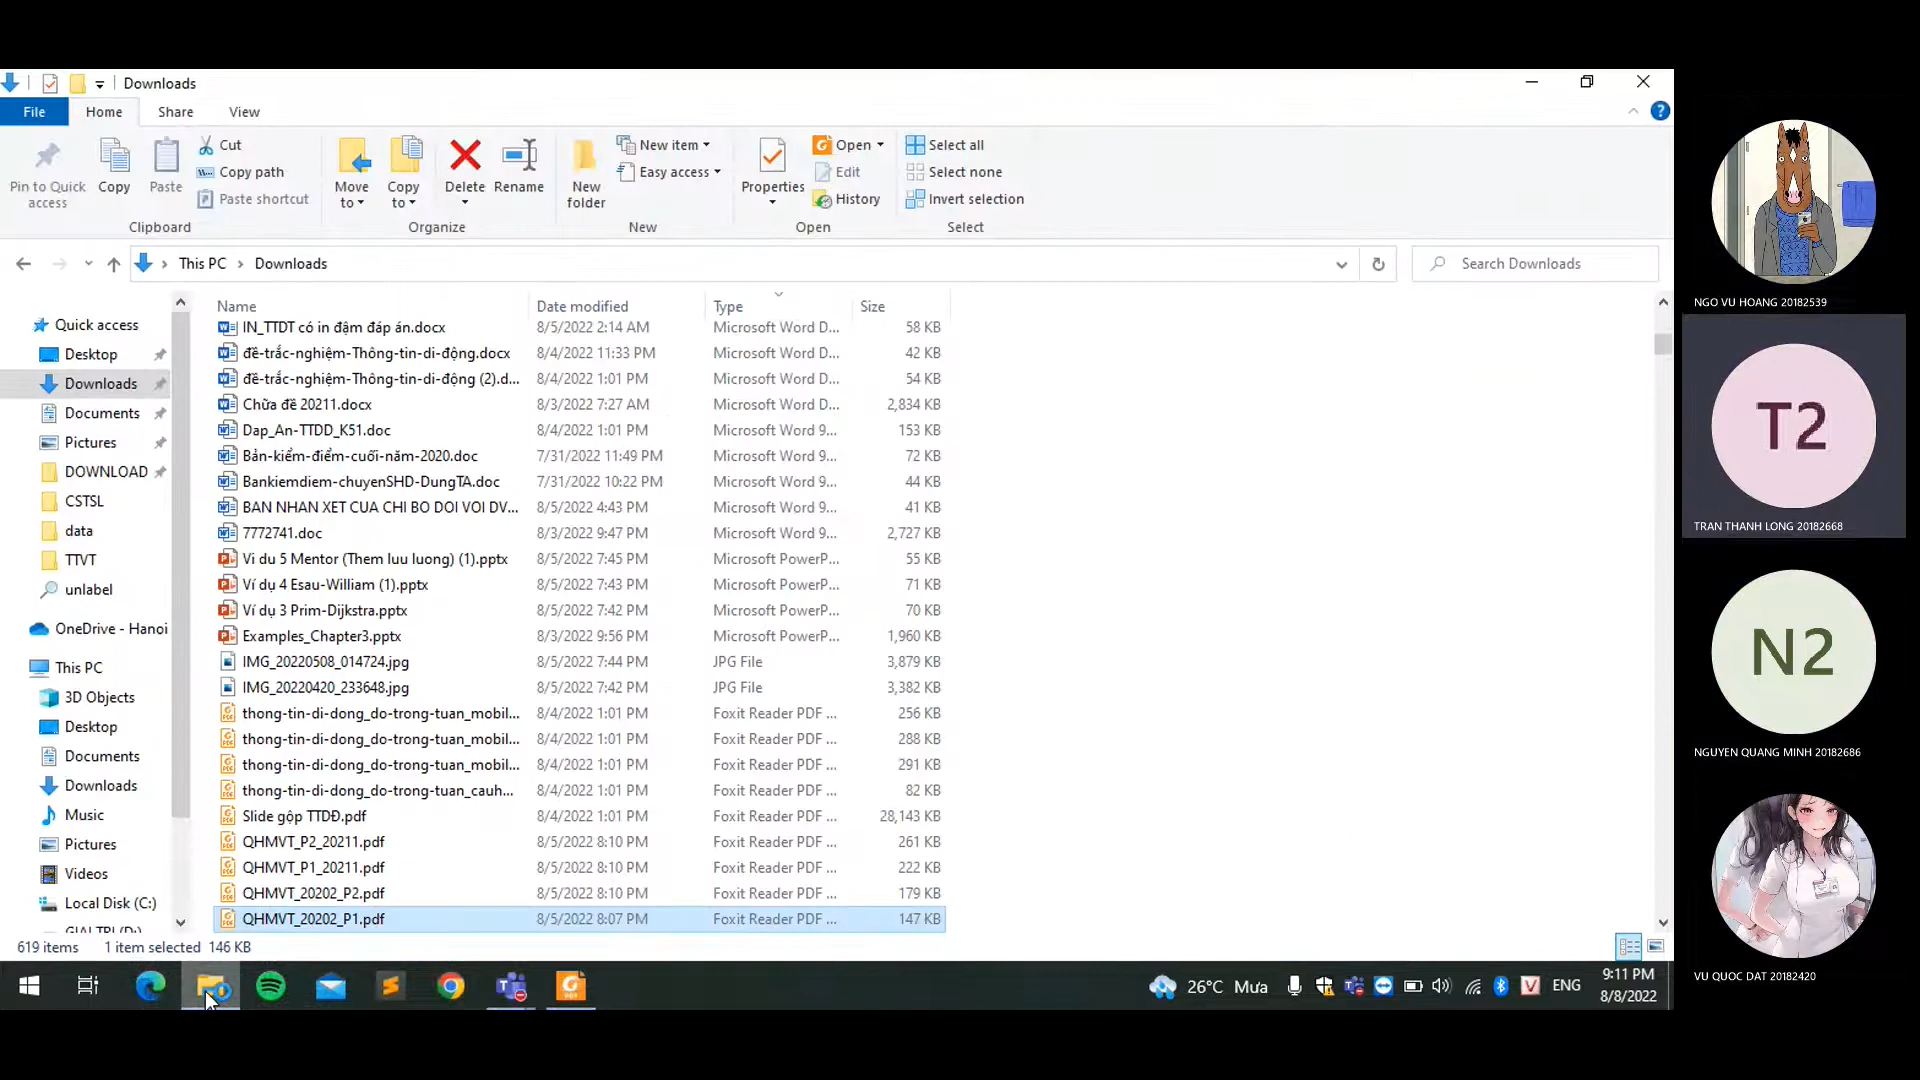 Downloads
File Home Share View
Pin to Quick access
Copy
Paste
Cut
Copy path
Paste shortcut
Clipboard
Move to
Copy to
Delete
Rename
Organize
New folder
New item
Easy access
New
Properties
Open
Edit
History
Open
Select all
Select none
Invert selection
Select
This PC > Downloads
Search Downloads
Quick access
Desktop
Downloads
Documents
Pictures
DOWNLOAD
CSTSL
data
TTVT
unlabel
OneDrive - Hanoi
This PC
3D Objects
Desktop
Documents
Downloads
Music
Pictures
Videos
Local Disk (C:)
GIAI TRI (D:)
Name Date modified Type Size
IN_TTDT có in đậm đáp án.docx 8/5/2022 2:14 AM Microsoft Word D... 58 KB
đề-trắc-nghiệm-Thông-tin-di-động.docx 8/4/2022 11:33 PM Microsoft Word D... 42 KB
đề-trắc-nghiệm-Thông-tin-di-động (2).d... 8/4/2022 1:01 PM Microsoft Word D... 54 KB
Chữa đề 20211.docx 8/3/2022 7:27 AM Microsoft Word D... 2,834 KB
Dap_An-TTDD_K51.doc 8/4/2022 1:01 PM Microsoft Word 9... 153 KB
Bản-kiểm-điểm-cuối-năm-2020.doc 7/31/2022 11:49 PM Microsoft Word 9... 72 KB
Bankiemdiem-chuyenSHD-DungTA.doc 7/31/2022 10:22 PM Microsoft Word 9... 44 KB
BAN NHAN XET CUA CHI BO DOI VOI DV... 8/5/2022 4:43 PM Microsoft Word 9... 41 KB
7772741.doc 8/3/2022 9:47 PM Microsoft Word 9... 2,727 KB
Vi du 5 Mentor (Them luu luong) (1).pptx 8/5/2022 7:45 PM Microsoft PowerP... 55 KB
Ví dụ 4 Esau-William (1).pptx 8/5/2022 7:43 PM Microsoft PowerP... 71 KB
Ví dụ 3 Prim-Dijkstra.pptx 8/5/2022 7:42 PM Microsoft PowerP... 70 KB
Examples_Chapter3.pptx 8/3/2022 9:56 PM Microsoft PowerP... 1,960 KB
IMG_20220508_014724.jpg 8/5/2022 7:44 PM JPG File 3,879 KB
IMG_20220420_233648.jpg 8/5/2022 7:42 PM JPG File 3,382 KB
thong-tin-di-dong_do-trong-tuan_mobil... 8/4/2022 1:01 PM Foxit Reader PDF ... 256 KB
thong-tin-di-dong_do-trong-tuan_mobil... 8/4/2022 1:01 PM Foxit Reader PDF ... 288 KB
thong-tin-di-dong_do-trong-tuan_mobil... 8/4/2022 1:01 PM Foxit Reader PDF ... 291 KB
thong-tin-di-dong_do-trong-tuan_cauh... 8/4/2022 1:01 PM Foxit Reader PDF ... 82 KB
Slide gộp TTDĐ.pdf 8/4/2022 1:01 PM Foxit Reader PDF ... 28,143 KB
QHMVT_P2_20211.pdf 8/5/2022 8:10 PM Foxit Reader PDF ... 261 KB
QHMVT_P1_20211.pdf 8/5/2022 8:10 PM Foxit Reader PDF ... 222 KB
QHMVT_20202_P2.pdf 8/5/2022 8:10 PM Foxit Reader PDF ... 179 KB
QHMVT_20202_P1.pdf 8/5/2022 8:07 PM Foxit Reader PDF ... 147 KB
619 items 1 item selected 146 KB
26°C Mưa
ENG
9:11 PM
8/8/2022
NGO VU HOANG 20182539
T2
TRAN THANH LONG 20182668
N2
NGUYEN QUANG MINH 20182686
VU QUOC DAT 20182420